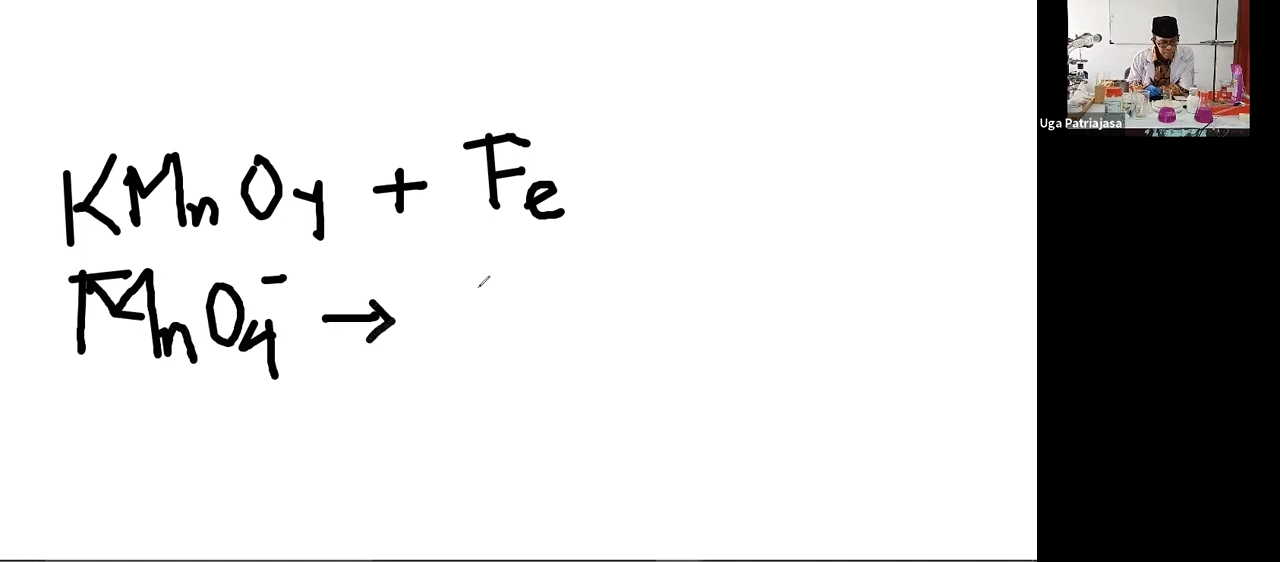 KMnO4 + Fe
MnO4⁻ →
Uga Patriajasa